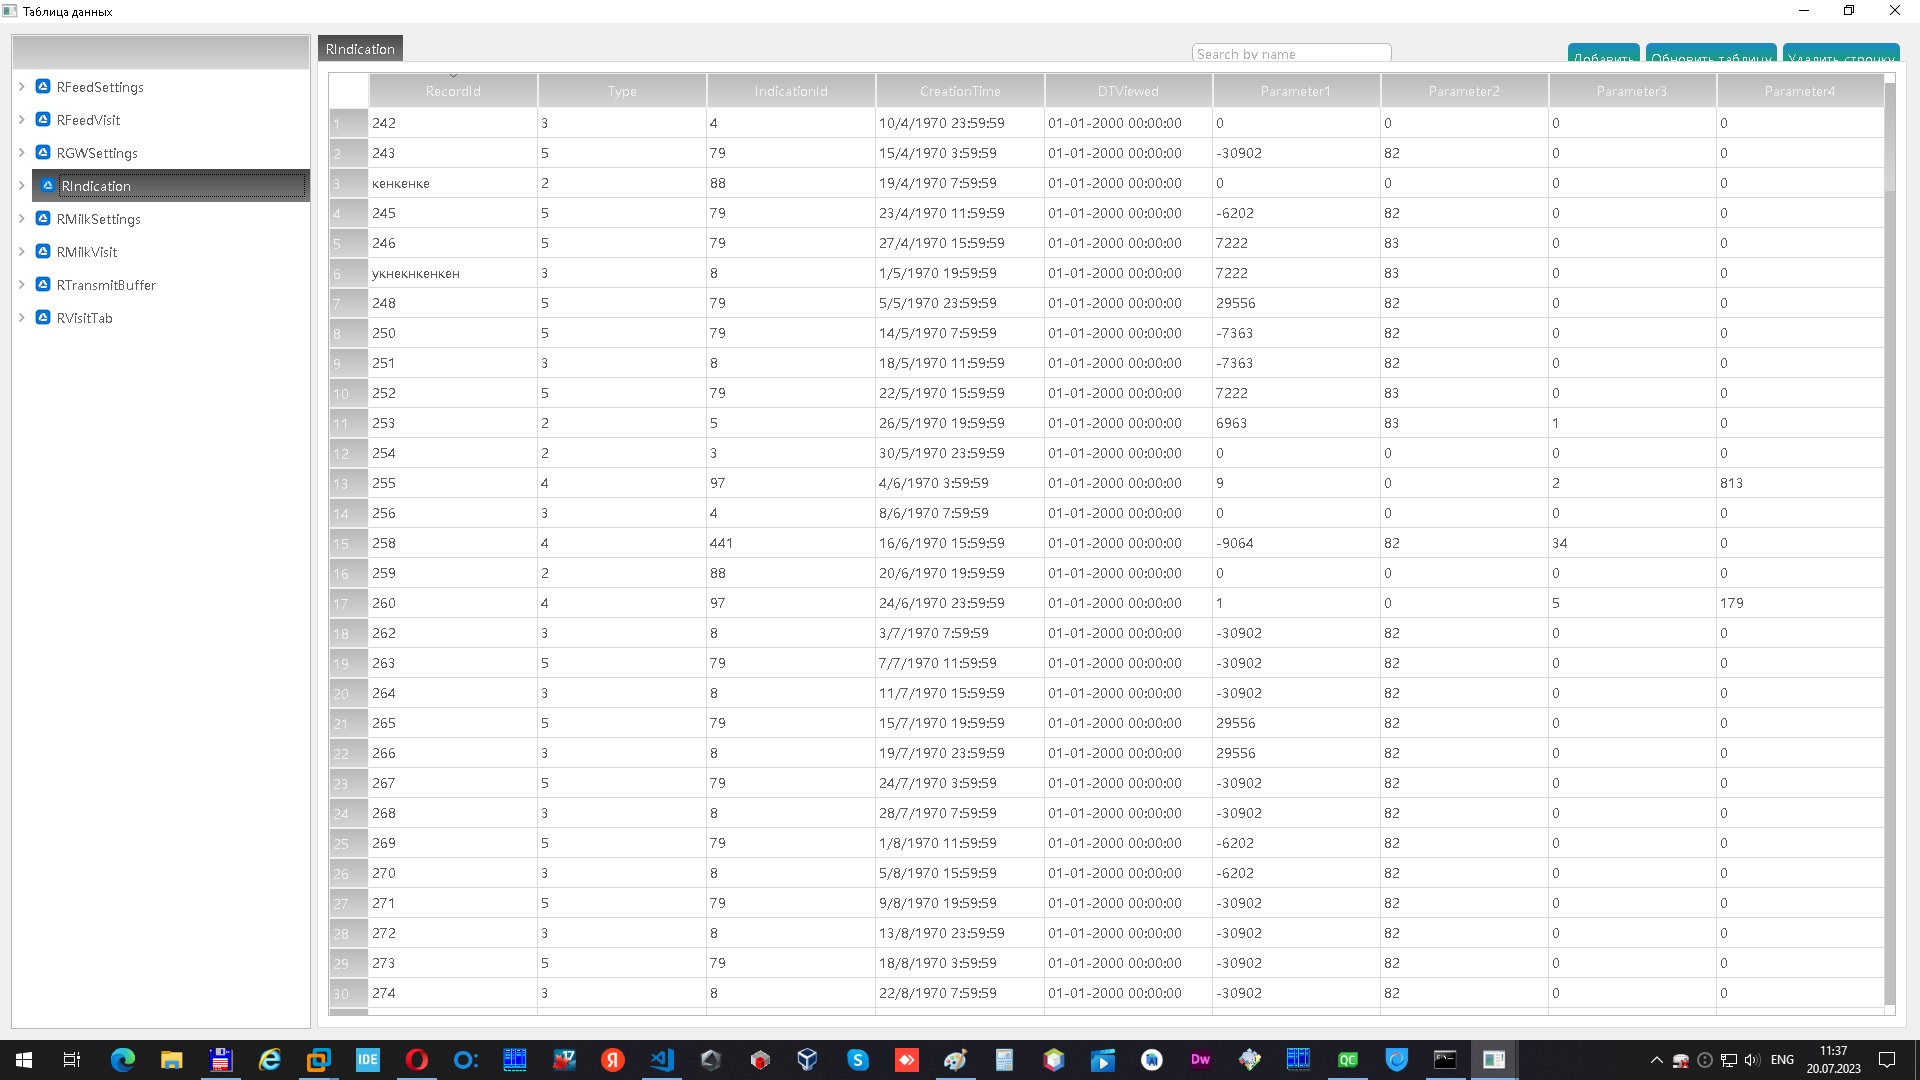 Таблица данных
RIndication
Search by name
Добавить
Обновить таблицу
Удалить строчку
RFeedSettings
RFeedVisit
RGWSettings
RIndication
RMilkSettings
RMilkVisit
RTransmitBuffer
RVisitTab
RecordId Type IndicationId CreationTime DTViewed Parameter1 Parameter2 Parameter3 Parameter4
1 242 3 4 10/4/1970 23:59:59 01-01-2000 00:00:00 0 0 0 0
2 243 5 79 15/4/1970 3:59:59 01-01-2000 00:00:00 -30902 82 0 0
3 кенкенке 2 88 19/4/1970 7:59:59 01-01-2000 00:00:00 0 0 0 0
4 245 5 79 23/4/1970 11:59:59 01-01-2000 00:00:00 -6202 82 0 0
5 246 5 79 27/4/1970 15:59:59 01-01-2000 00:00:00 7222 83 0 0
6 укнекнкенкен 3 8 1/5/1970 19:59:59 01-01-2000 00:00:00 7222 83 0 0
7 248 5 79 5/5/1970 23:59:59 01-01-2000 00:00:00 29556 82 0 0
8 250 5 79 14/5/1970 7:59:59 01-01-2000 00:00:00 -7363 82 0 0
9 251 3 8 18/5/1970 11:59:59 01-01-2000 00:00:00 -7363 82 0 0
10 252 5 79 22/5/1970 15:59:59 01-01-2000 00:00:00 7222 83 0 0
11 253 2 5 26/5/1970 19:59:59 01-01-2000 00:00:00 6963 83 1 0
12 254 2 3 30/5/1970 23:59:59 01-01-2000 00:00:00 0 0 0 0
13 255 4 97 4/6/1970 3:59:59 01-01-2000 00:00:00 9 0 2 813
14 256 3 4 8/6/1970 7:59:59 01-01-2000 00:00:00 0 0 0 0
15 258 4 441 16/6/1970 15:59:59 01-01-2000 00:00:00 -9064 82 34 0
16 259 2 88 20/6/1970 19:59:59 01-01-2000 00:00:00 0 0 0 0
17 260 4 97 24/6/1970 23:59:59 01-01-2000 00:00:00 1 0 5 179
18 262 3 8 3/7/1970 7:59:59 01-01-2000 00:00:00 -30902 82 0 0
19 263 5 79 7/7/1970 11:59:59 01-01-2000 00:00:00 -30902 82 0 0
20 264 3 8 11/7/1970 15:59:59 01-01-2000 00:00:00 -30902 82 0 0
21 265 5 79 15/7/1970 19:59:59 01-01-2000 00:00:00 29556 82 0 0
22 266 3 8 19/7/1970 23:59:59 01-01-2000 00:00:00 29556 82 0 0
23 267 5 79 24/7/1970 3:59:59 01-01-2000 00:00:00 -30902 82 0 0
24 268 3 8 28/7/1970 7:59:59 01-01-2000 00:00:00 -30902 82 0 0
25 269 5 79 1/8/1970 11:59:59 01-01-2000 00:00:00 -6202 82 0 0
26 270 3 8 5/8/1970 15:59:59 01-01-2000 00:00:00 -6202 82 0 0
27 271 5 79 9/8/1970 19:59:59 01-01-2000 00:00:00 -30902 82 0 0
28 272 3 8 13/8/1970 23:59:59 01-01-2000 00:00:00 -30902 82 0 0
29 273 5 79 18/8/1970 3:59:59 01-01-2000 00:00:00 -30902 82 0 0
30 274 3 8 22/8/1970 7:59:59 01-01-2000 00:00:00 -30902 82 0 0
IDE
17
Я
Dw
QC
ENG
11:37
20.07.2023